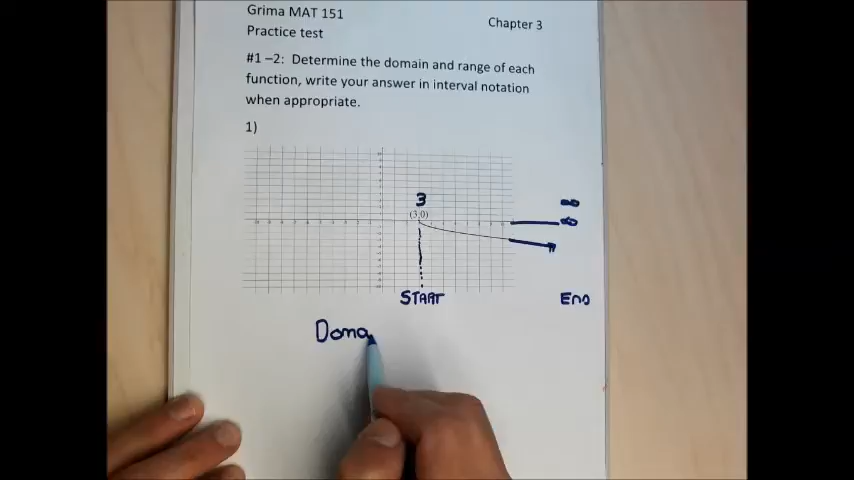 Grima MAT 151
Chapter 3
Practice test
#1 –2: Determine the domain and range of each
function, write your answer in interval notation
when appropriate.
1)
3
∞
(3,0)
∞
START
END
Doma